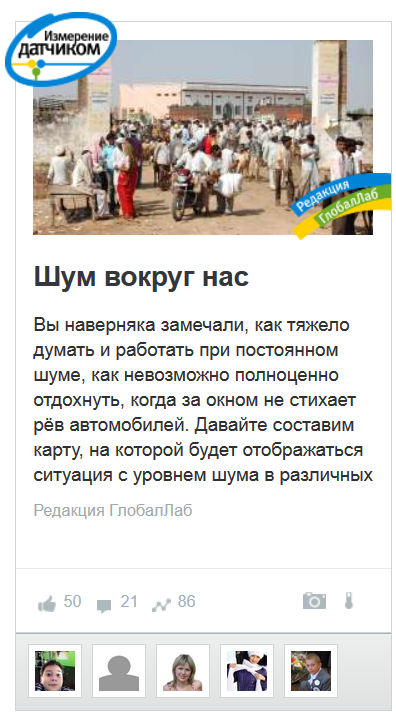 Измерение
датчиком
Редакция
ГлобалЛаб
Шум вокруг нас
Вы наверняка замечали, как тяжело
думать и работать при постоянном
шуме, как невозможно полноценно
отдохнуть, когда за окном не стихает
рёв автомобилей. Давайте составим
карту, на которой будет отображаться
ситуация с уровнем шума в различных
Редакция ГлобалЛаб
50 21 86